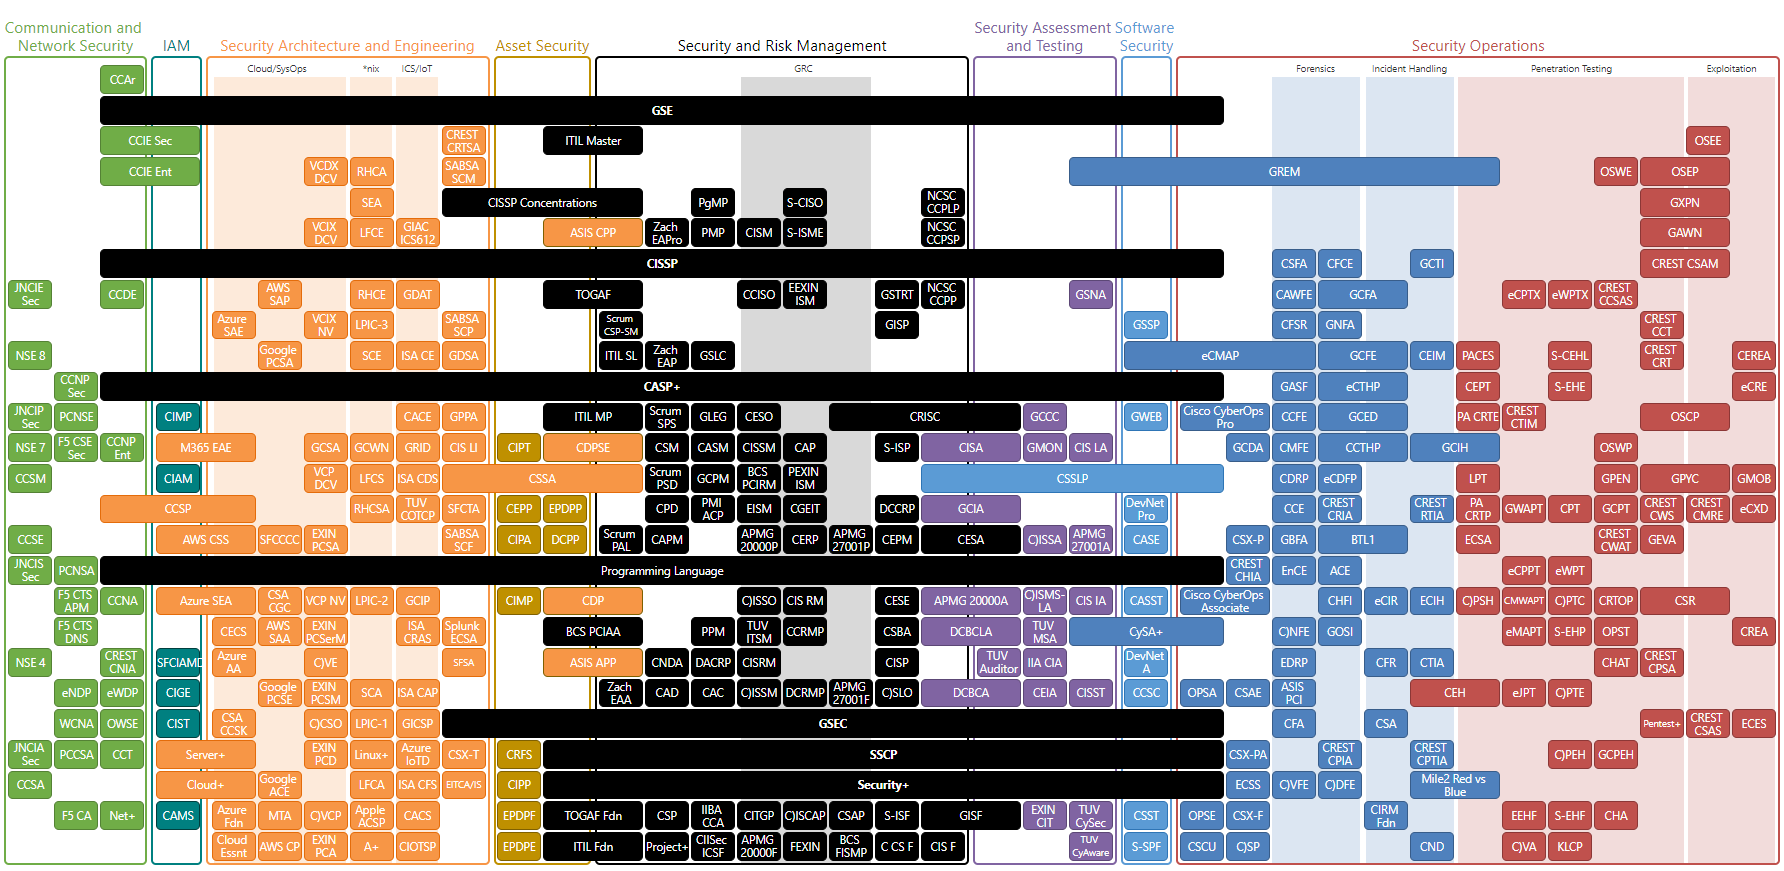 Communication and
Network Security
IAM
Security Architecture and Engineering
Asset Security
Security and Risk Management
Security Assessment
and Testing
Software
Security
Security Operations
Cloud/SysOps
*nix
ICS/IoT
GRC
Forensics
Incident Handling
Penetration Testing
Exploitation
CCAr
GSE
CCIE Sec
CREST
CRTSA
ITIL Master
OSEE
CCIE Ent
VCDX
DCV
RHCA
SABSA
SCM
GREM
OSWE
OSEP
SEA
CISSP Concentrations
PgMP
S-CISO
NCSC
CCPLP
GXPN
VCIX
DCV
LFCE
GIAC
ICS612
ASIS CPP
Zach
EAPro
PMP
CISM
S-ISME
NCSC
CCPSP
GAWN
CISSP
CSFA
CFCE
GCTI
CREST CSAM
JNCIE
Sec
CCDE
AWS
SAP
RHCE
GDAT
TOGAF
CCISO
EEXIN
ISM
GSTRT
NCSC
CCPP
GSNA
CAWFE
GCFA
eCPTX
eWPTX
CREST
CCSAS
Azure
SAE
VCIX
NV
LPIC-3
SABSA
SCP
Scrum
CSP-SM
GISP
GSSP
CFSR
GNFA
CREST
CCT
NSE 8
Google
PCSA
SCE
ISA CE
GDSA
ITIL SL
Zach
EAP
GSLC
eCMAP
GCFE
CEIM
PACES
S-CEHL
CREST
CRT
CEREA
CCNP
Sec
CASP+
GASF
eCTHP
CEPT
S-EHE
eCRE
JNCIP
Sec
PCNSE
CIMP
CACE
GPPA
ITIL MP
Scrum
SPS
GLEG
CESO
CRISC
GCCC
GWEB
Cisco CyberOps
Pro
CCFE
GCED
PA CRTE
CREST
CTIM
OSCP
NSE 7
F5 CSE
Sec
CCNP
Ent
M365 EAE
GCSA
GCWN
GRID
CIS LI
CIPT
CDPSE
CSM
CASM
CISSM
CAP
S-ISP
CISA
GMON
CIS LA
GCDA
CMFE
CCTHP
GCIH
OSWP
CCSM
CIAM
VCP
DCV
LFCS
ISA CDS
CSSA
Scrum
PSD
GCPM
BCS
PCIRM
PEXIN
ISM
CSSLP
CDRP
eCDFP
LPT
GPEN
GPYC
GMOB
CCSP
RHCSA
TUV
COTCP
SFCTA
CEPP
EPDPP
CPD
PMI
ACP
EISM
CGEIT
DCCRP
GCIA
DevNet
Pro
CCE
CREST
CRIA
CREST
RTIA
PA
CRTP
GWAPT
CPT
GCPT
CREST
CWS
CREST
CMRE
eCXD
CCSE
AWS CSS
SFCCCC
EXIN
PCSA
SABSA
SCF
CIPA
DCPP
Scrum
PAL
CAPM
APMG
20000P
CERP
APMG
27001P
CEPM
CESA
C)ISSA
APMG
27001A
CASE
CSX-P
GBFA
BTL1
ECSA
CREST
CWAT
GEVA
JNCIS
Sec
PCNSA
Programming Language
CREST
CHIA
EnCE
ACE
eCPPT
eWPT
F5 CTS
APM
CCNA
Azure SEA
CSA
CGC
VCP NV
LPIC-2
GCIP
CIMP
CDP
C)ISSO
CIS RM
CESE
APMG 20000A
C)ISMS-
LA
CIS IA
CASST
Cisco CyberOps
Associate
CHFI
eCIR
ECIH
C)PSH
CMWAPT
C)PTC
CRTOP
CSR
F5 CTS
DNS
CECS
AWS
SAA
EXIN
PCSerM
ISA
CRAS
Splunk
ECSA
BCS PCIAA
PPM
TUV
ITSM
CCRMP
CSBA
DCBCLA
TUV
MSA
CySA+
C)NFE
GOSI
eMAPT
S-EHP
OPST
CREA
NSE 4
CREST
CNIA
SFCIAMD
Azure
AA
C)VE
SFSA
ASIS APP
CNDA
DACRP
CISRM
CISP
TUV
Auditor
IIA CIA
DevNet
A
EDRP
CFR
CTIA
CHAT
CREST
CPSA
eNDP
eWDP
CIGE
Google
PCSE
EXIN
PCSM
SCA
ISA CAP
Zach
EAA
CAD
CAC
C)ISSM
DCRMP
APMG
27001F
C)SLO
DCBCA
CEIA
CISST
CCSC
OPSA
CSAE
ASIS
PCI
CEH
eJPT
C)PTE
WCNA
OWSE
CIST
CSA
CCSK
C)CSO
LPIC-1
GICSP
GSEC
CFA
CSA
Pentest+
CREST
CSAS
ECES
JNCIA
Sec
PCCSA
CCT
Server+
EXIN
PCD
Linux+
Azure
IoTD
CSX-T
CRFS
SSCP
CSX-PA
CREST
CPIA
CREST
CPTIA
C)PEH
GCPEH
CCSA
Cloud+
Google
ACE
LFCA
ISA CFS
EITCA/IS
CIPP
Security+
ECSS
C)VFE
C)DFE
Mile2 Red vs
Blue
F5 CA
Net+
CAMS
Azure
Fdn
MTA
C)VCP
Apple
ACSP
CACS
EPDPF
TOGAF Fdn
CSP
IIBA
CCA
CITGP
C)ISCAP
CSAP
S-ISF
GISF
EXIN
CIT
TUV
CySec
CSST
OPSE
CSX-F
CIRM
Fdn
EEHF
S-EHF
CHA
Cloud
Essnt
AWS CP
EXIN
PCA
A+
CIOTSP
EPDPE
ITIL Fdn
Project+
CIISec
ICSF
APMG
20000F
FEXIN
BCS
FISMP
C CS F
CIS F
TUV
CyAware
S-SPF
CSCU
C)SP
CND
C)VA
KLCP